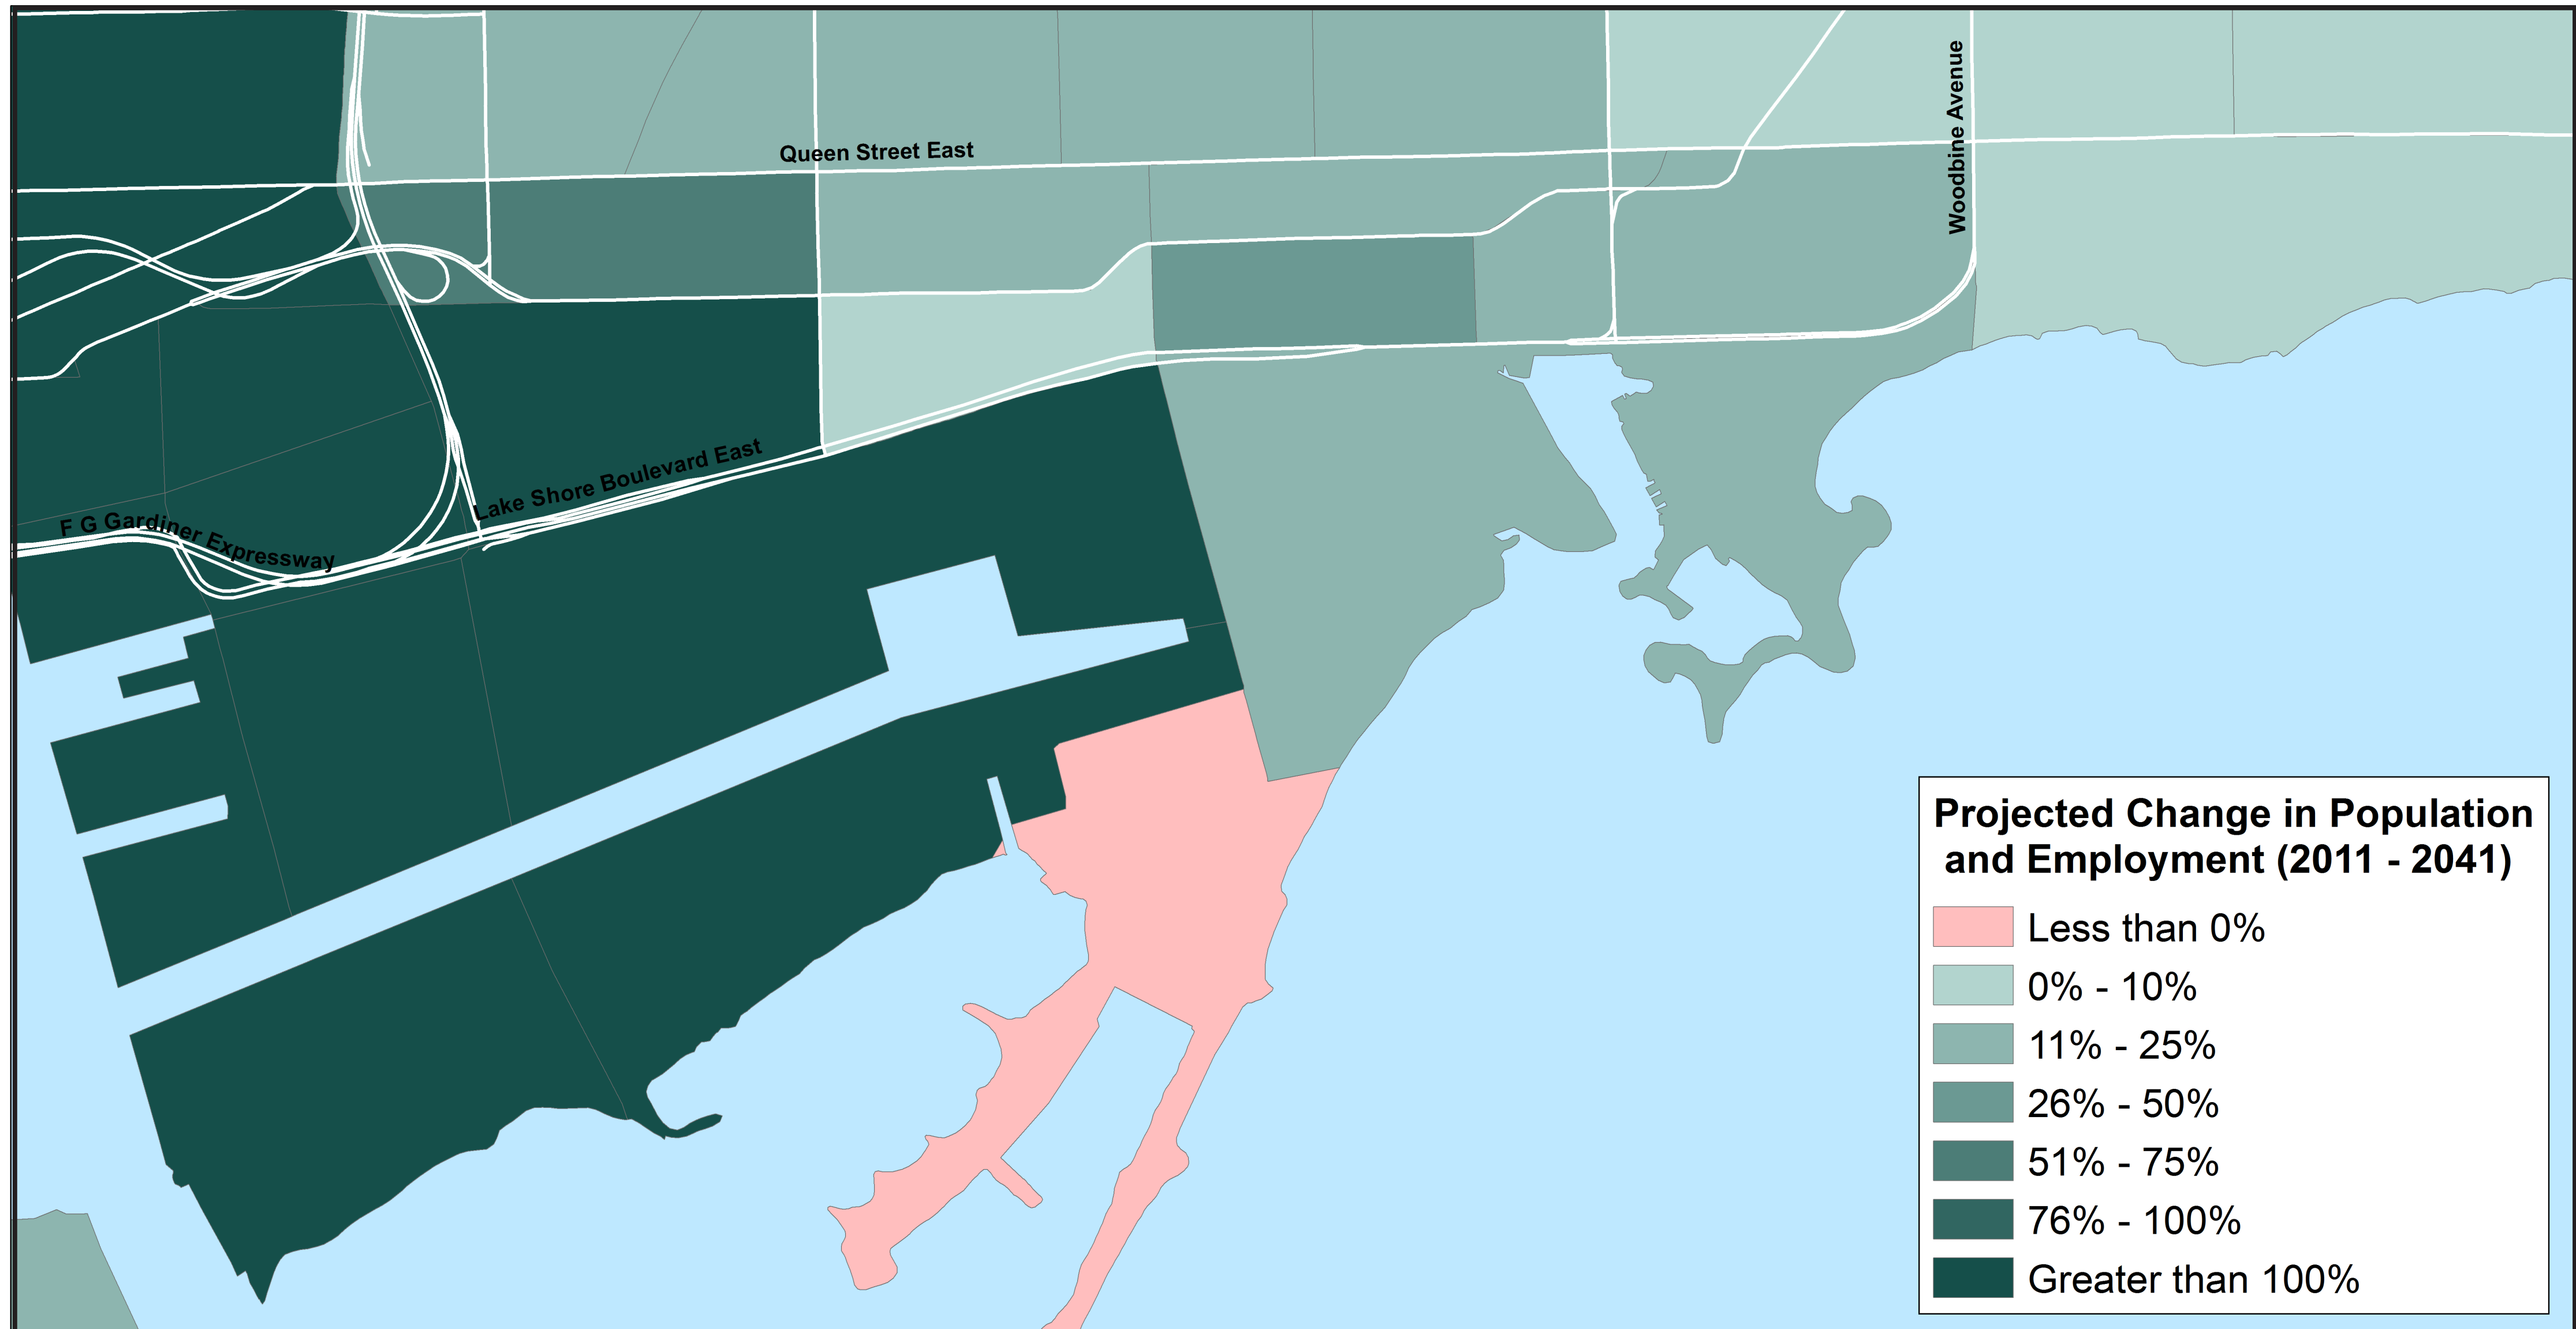 Woodbine Avenue
Queen Street East
Lake Shore Boulevard East
F G Gardiner Expressway
Projected Change in Population
and Employment (2011 - 2041)
Less than 0%
0% - 10%
11% - 25%
26% - 50%
51% - 75%
76% - 100%
Greater than 100%